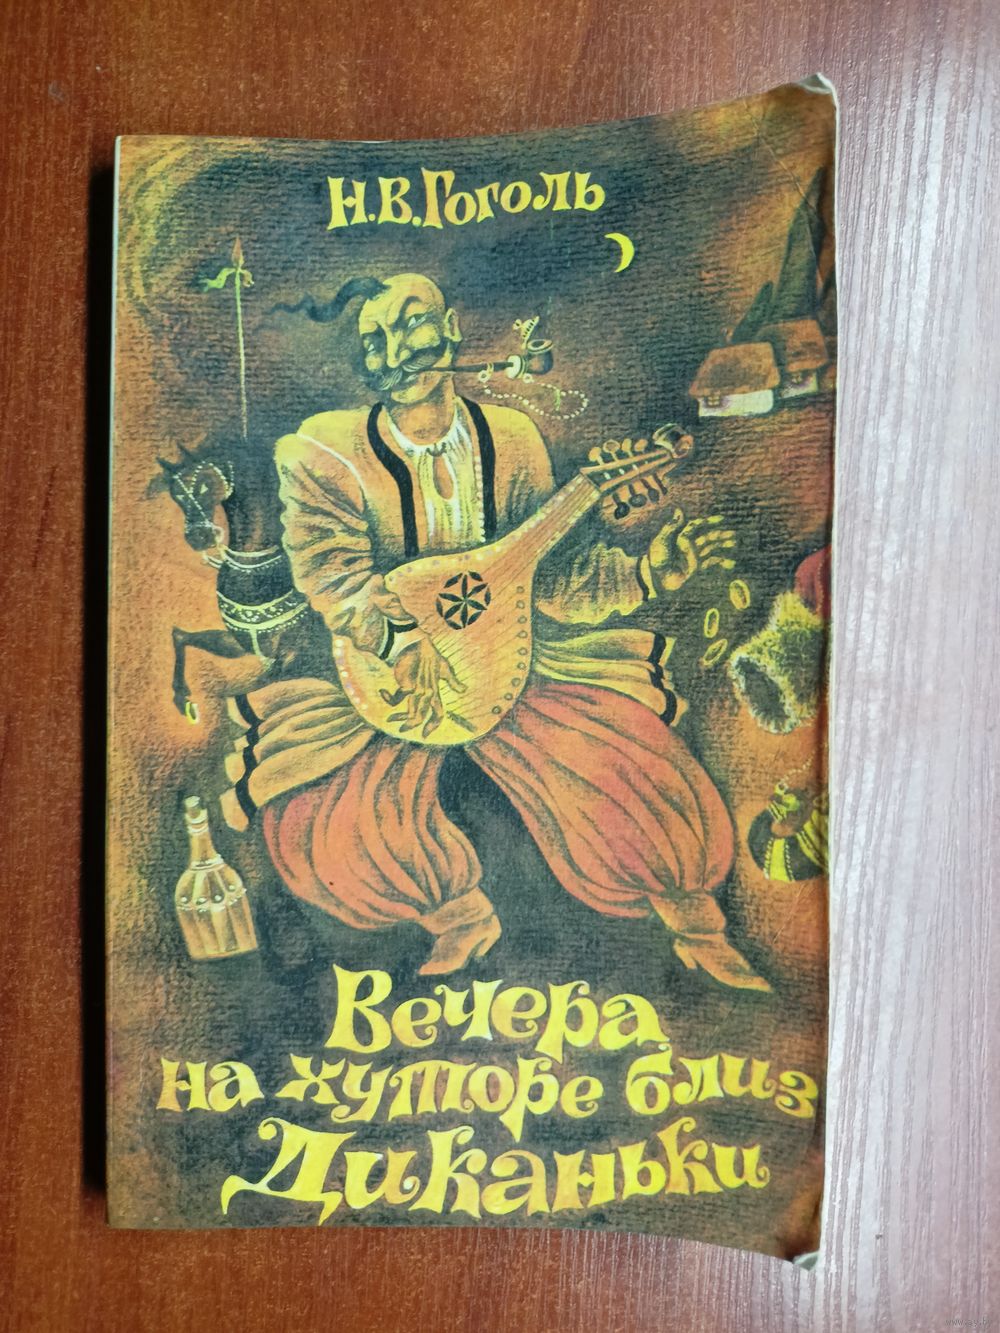 Н.В.Гоголь
Вечера
на хуторе близ
Диканьки